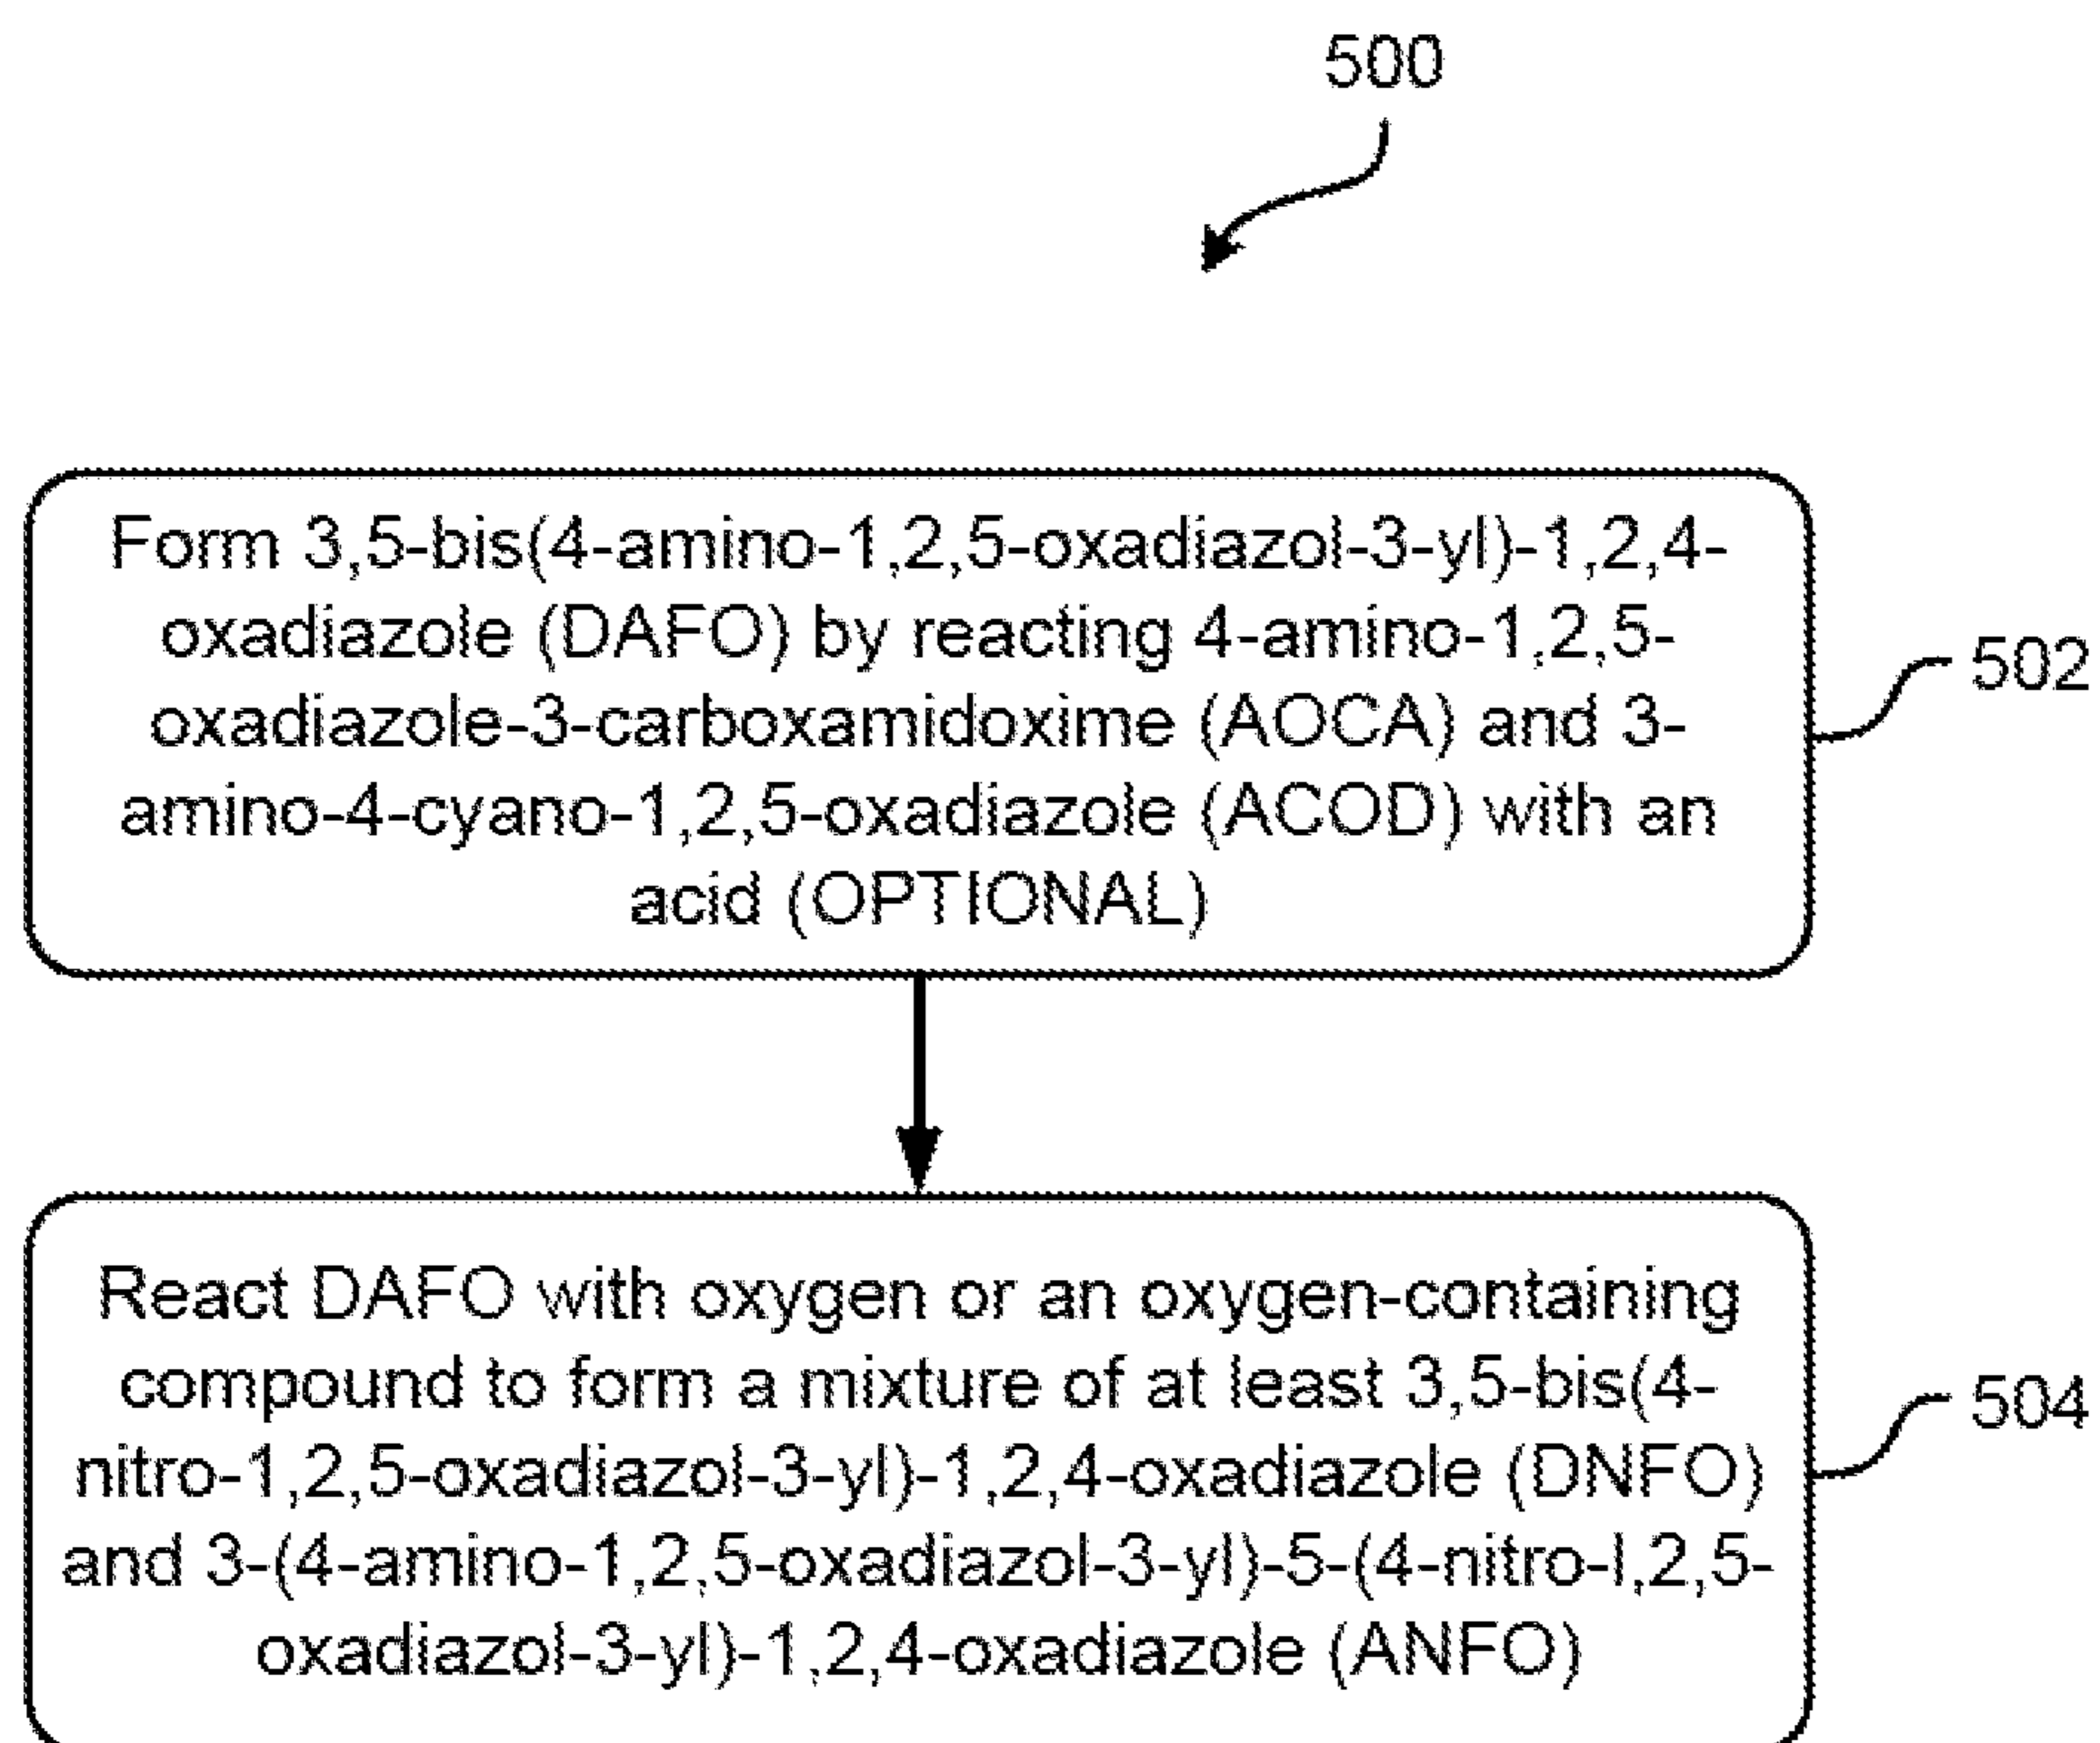 500
Form 3,5-bis(4-amino-1,2,5-oxadiazol-3-yl)-1,2,4-
oxadiazole (DAFO) by reacting 4-amino-1,2,5-
oxadiazole-3-carboxamidoxime (AOCA) and 3-
amino-4-cyano-1,2,5-oxadiazole (ACOD) with an
acid (OPTIONAL)
502
React DAFO with oxygen or an oxygen-containing
compound to form a mixture of at least 3,5-bis(4-
nitro-1,2,5-oxadiazol-3-yl)-1,2,4-oxadiazole (DNFO)
and 3-(4-amino-1,2,5-oxadiazol-3-yl)-5-(4-nitro-l,2,5-
oxadiazol-3-yl)-1,2,4-oxadiazole (ANFO)
504